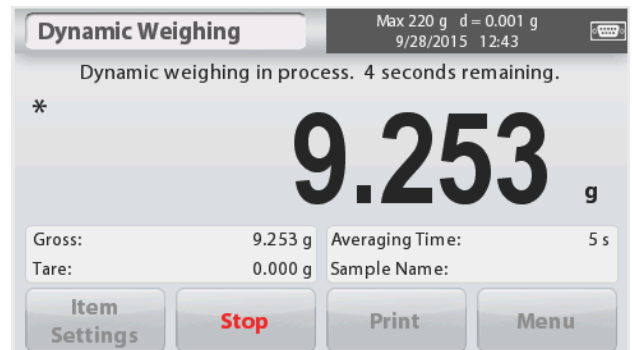 Dynamic Weighing
Max 220 g d = 0.001 g
9/28/2015 12:43
Dynamic weighing in process. 4 seconds remaining.
*
9.253 g
Gross: 9.253 g
Tare: 0.000 g
Averaging Time: 5 s
Sample Name:
Item
Settings
Stop
Print
Menu